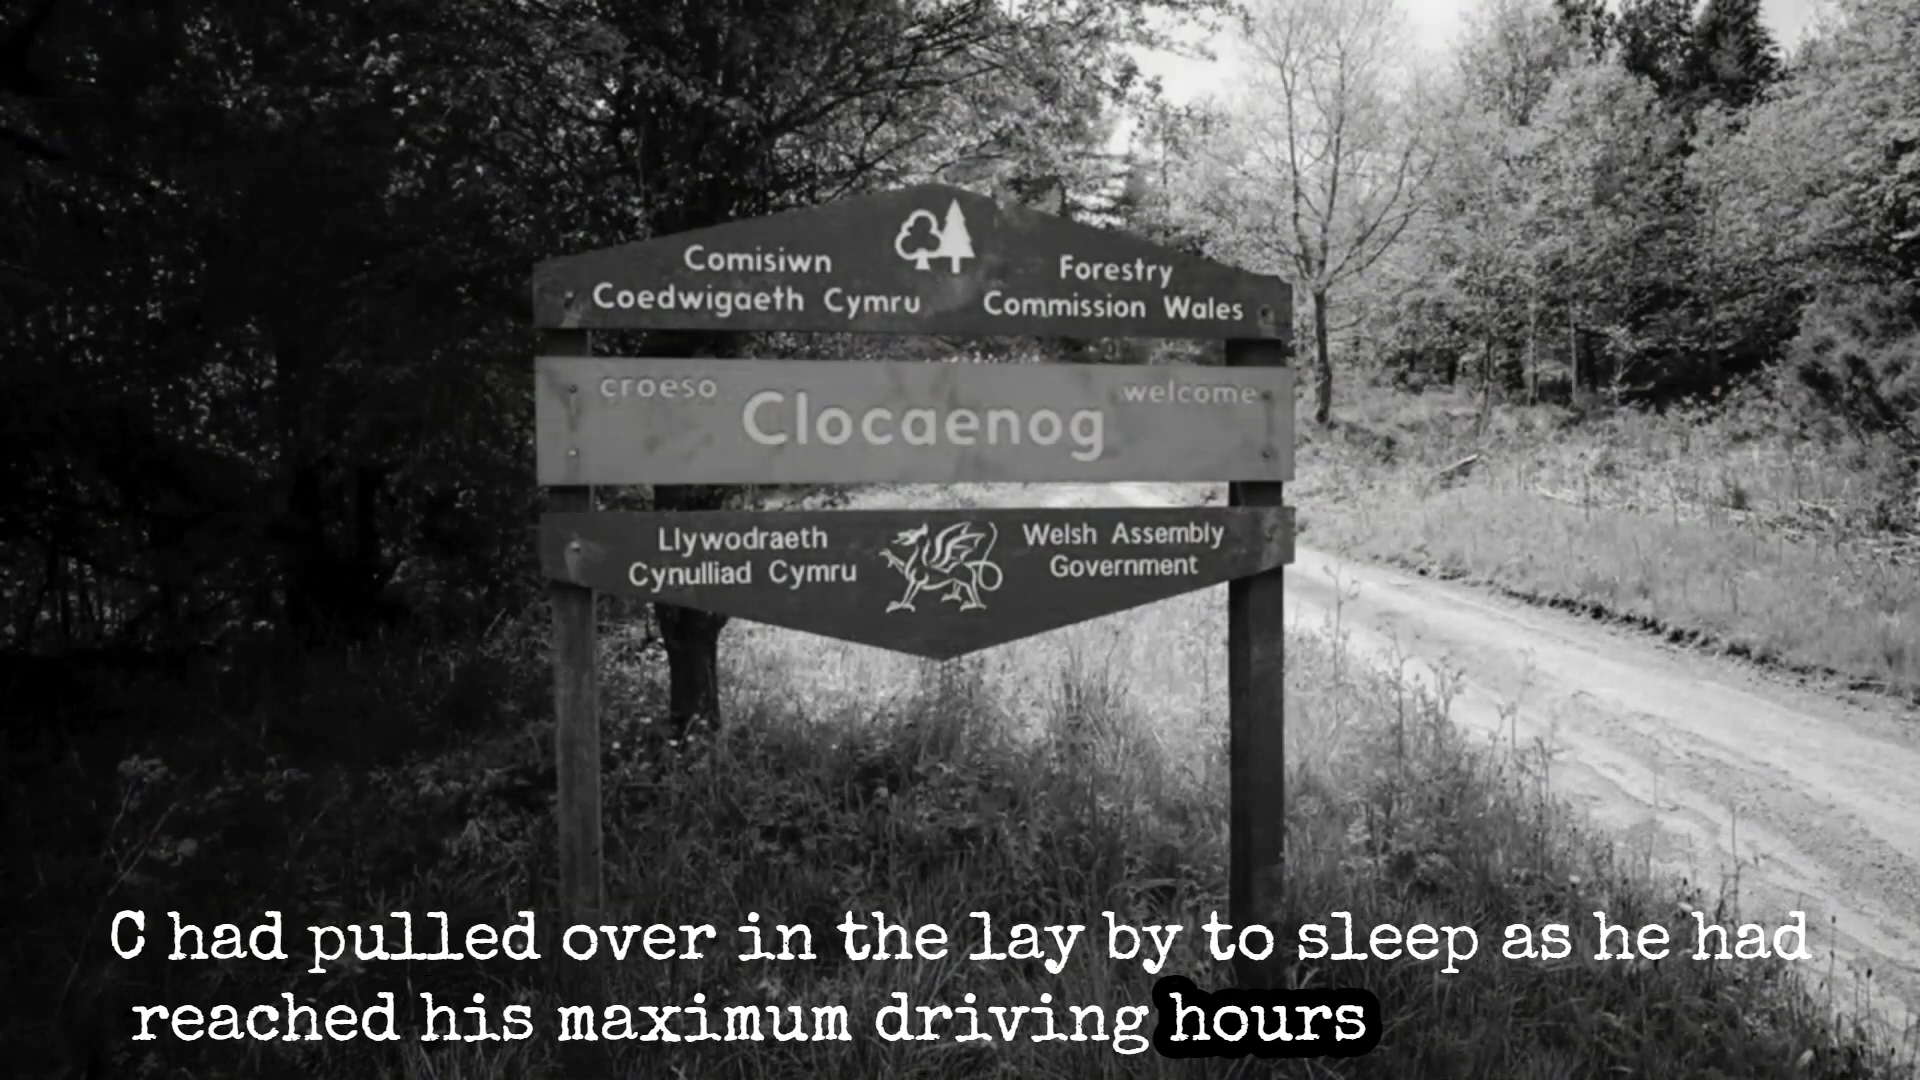 Comisiwn
Coedwigaeth Cymru
Forestry
Commission Wales
croeso
welcome
Clocaenog
Llywodraeth
Cynulliad Cymru
Welsh Assembly
Government
C had pulled over in the lay by to sleep as he had
reached his maximum driving hours